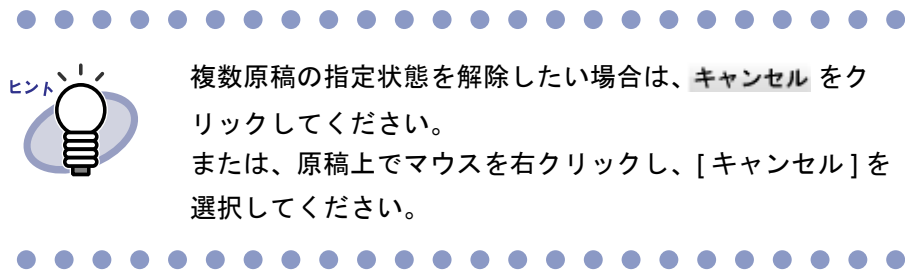 ヒント
複数原稿の指定状態を解除したい場合は、キャンセル をク
リックしてください。
または、原稿上でマウスを右クリックし、[ キャンセル ] を
選択してください。